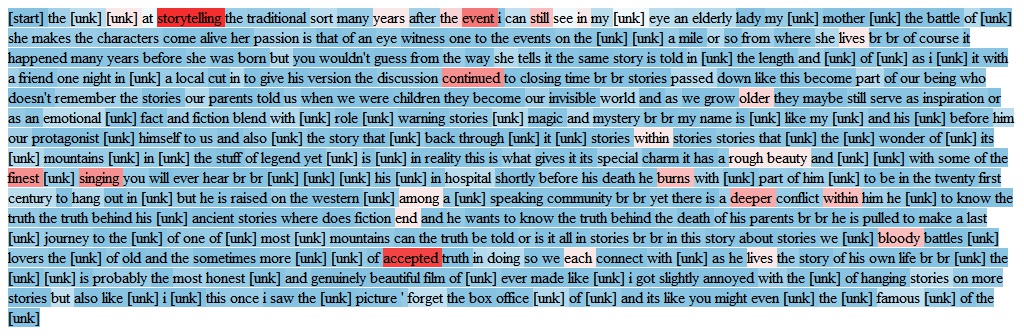 [start] the [unk] [unk] at storytelling the traditional sort many years after the event i can still see in my [unk] eye an elderly lady my [unk] mother [unk] the battle of [unk]
she makes the characters come alive her passion is that of an eye witness one to the events on the [unk] [unk] a mile or so from where she lives br br of course it
happened many years before she was born but you wouldn't guess from the way she tells it the same story is told in [unk] the length and [unk] of [unk] as i [unk] it with
a friend one night in [unk] a local cut in to give his version the discussion continued to closing time br br stories passed down like this become part of our being who
doesn't remember the stories our parents told us when we were children they become our invisible world and as we grow older they maybe still serve as inspiration or
as an emotional [unk] fact and fiction blend with [unk] role [unk] warning stories [unk] magic and mystery br br my name is [unk] like my [unk] and his [unk] before him
our protagonist [unk] himself to us and also [unk] the story that [unk] back through [unk] it [unk] stories within stories stories that [unk] the [unk] wonder of [unk] its
[unk] mountains [unk] in [unk] the stuff of legend yet [unk] is [unk] in reality this is what gives it its special charm it has a rough beauty and [unk] [unk] with some of the
finest [unk] singing you will ever hear br br [unk] [unk] [unk] his [unk] in hospital shortly before his death he burns with [unk] part of him [unk] to be in the twenty first
century to hang out in [unk] but he is raised on the western [unk] among a [unk] speaking community br br yet there is a deeper conflict within him he [unk] to know the
truth the truth behind his [unk] ancient stories where does fiction end and he wants to know the truth behind the death of his parents br br he is pulled to make a last
[unk] journey to the [unk] of one of [unk] most [unk] mountains can the truth be told or is it all in stories br br in this story about stories we [unk] bloody battles [unk]
lovers the [unk] of old and the sometimes more [unk] [unk] of accepted truth in doing so we each connect with [unk] as he lives the story of his own life br br [unk] the
[unk] [unk] is probably the most honest [unk] and genuinely beautiful film of [unk] ever made like [unk] i got slightly annoyed with the [unk] of hanging stories on more
stories but also like [unk] i [unk] this once i saw the [unk] picture ' forget the box office [unk] of [unk] and its like you might even [unk] the [unk] famous [unk] of the
[unk]